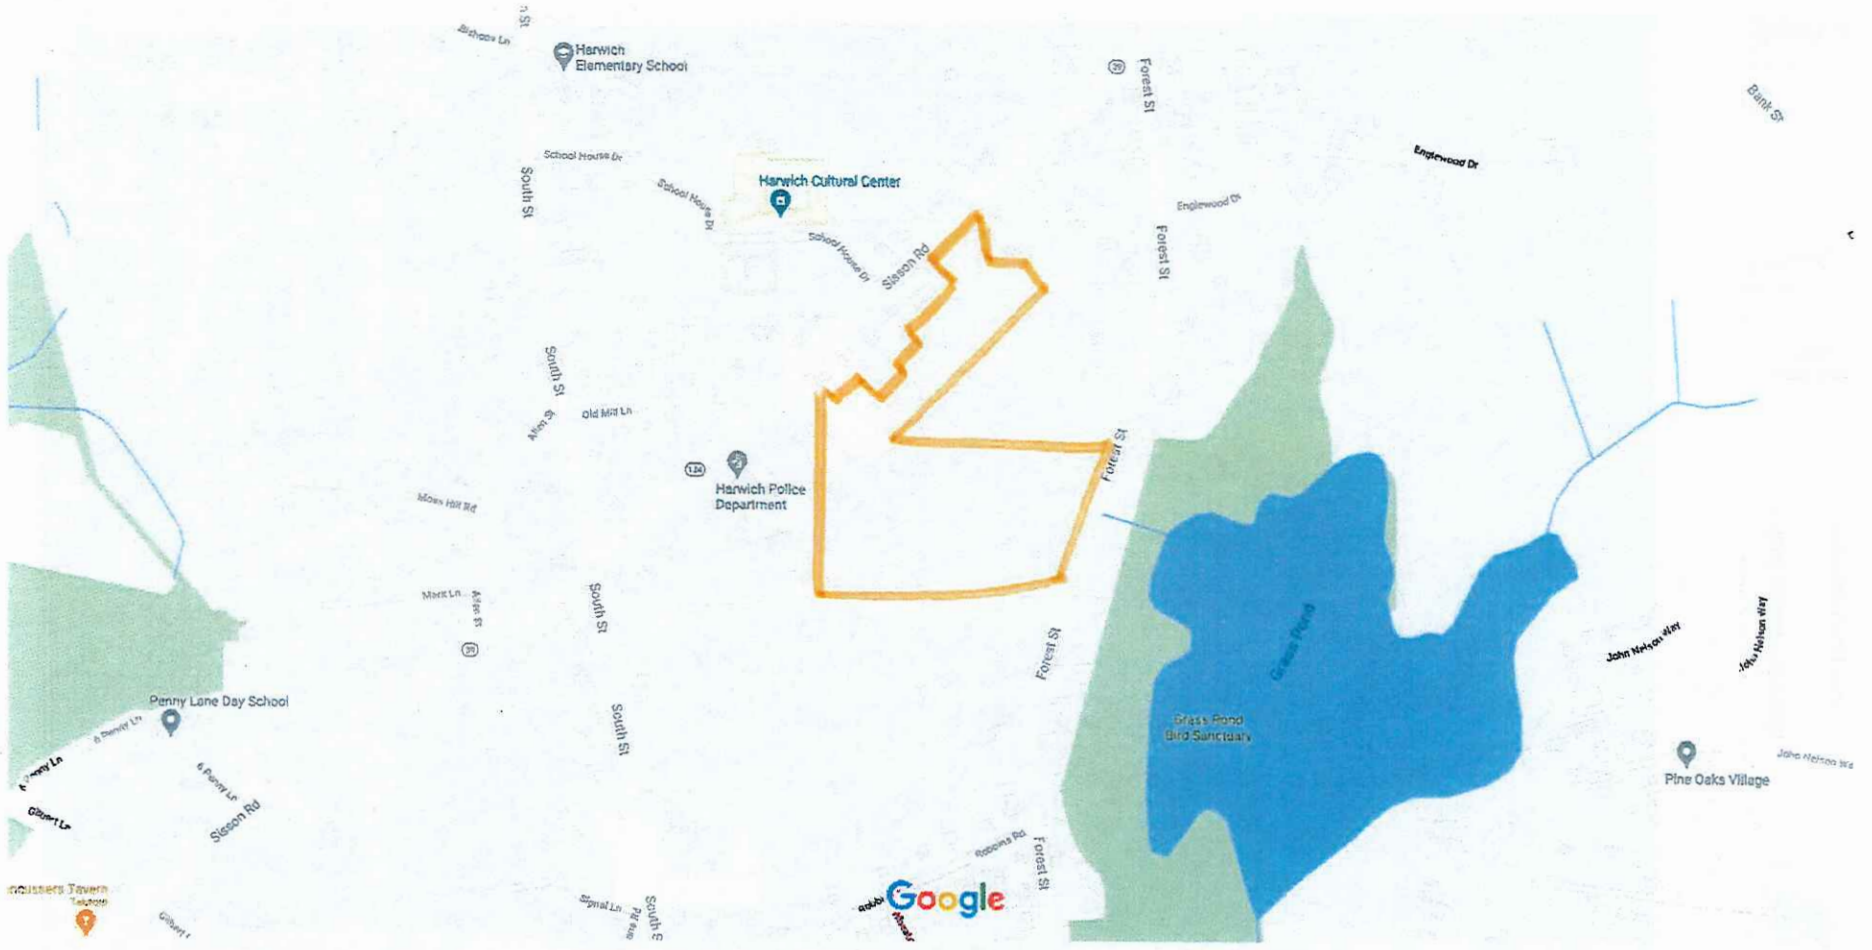 Bishops Ln
Harwich
Elementary School
39
Forest St
Bank St
School House Dr
South St
School House Dr
Harwich Cultural Center
Englewood Dr
Englewood Dr
School House Dr
Sisson Rd
Forest St
South St
Allen St
Old Mill Ln
124
Harwich Police
Department
Forest St
Moss Hill Rd
Mark Ln
Allen St
South St
39
Forest St
Grass Pond
John Nelson Way
John Nelson Way
Penny Lane Day School
6 Penny Ln
South St
Grass Pond
Bird Sanctuary
Pine Oaks Village
6 Penny Ln
Sisson Rd
Gilbert Ln
Robbins Rd
Forest St
Tavern
Signal Ln
Google